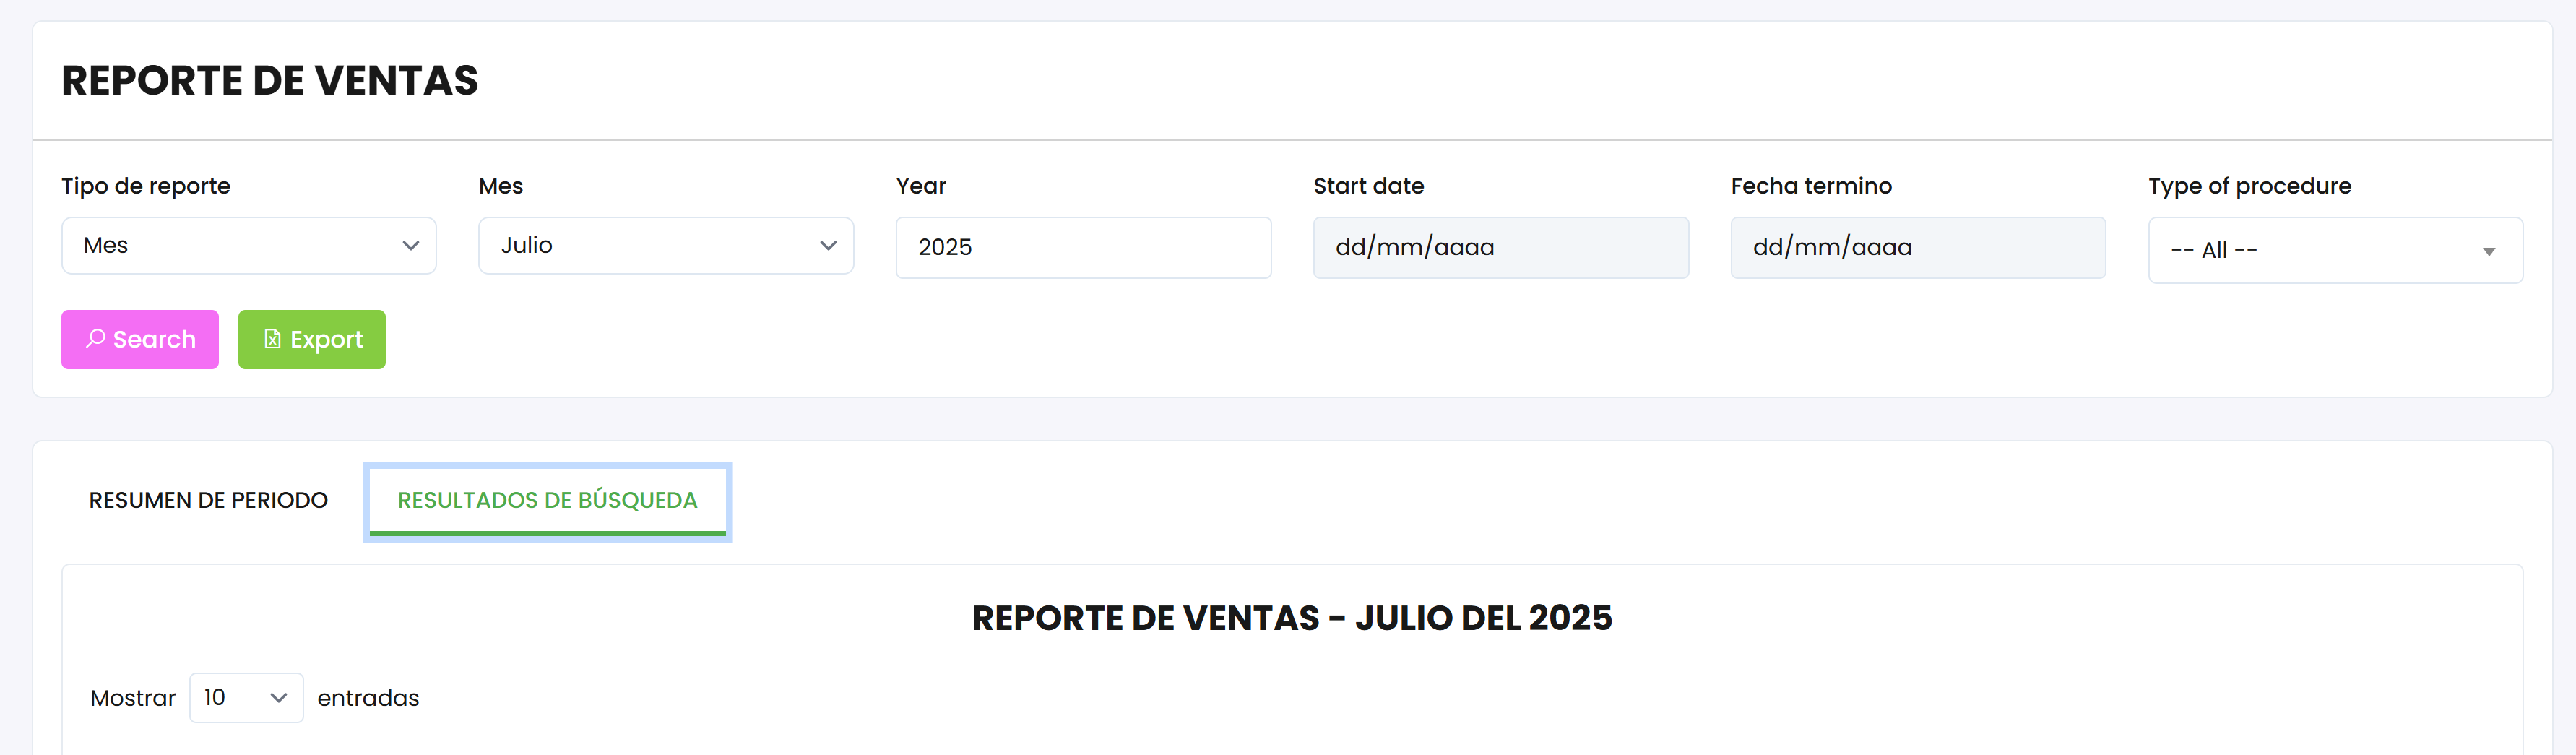 REPORTE DE VENTAS
Tipo de reporte
Mes
Year
Start date
Fecha termino
Type of procedure
Mes
Julio
2025
dd/mm/aaaa
dd/mm/aaaa
-- All --
Search
Export
RESUMEN DE PERIODO
RESULTADOS DE BÚSQUEDA
REPORTE DE VENTAS - JULIO DEL 2025
Mostrar 10 entradas